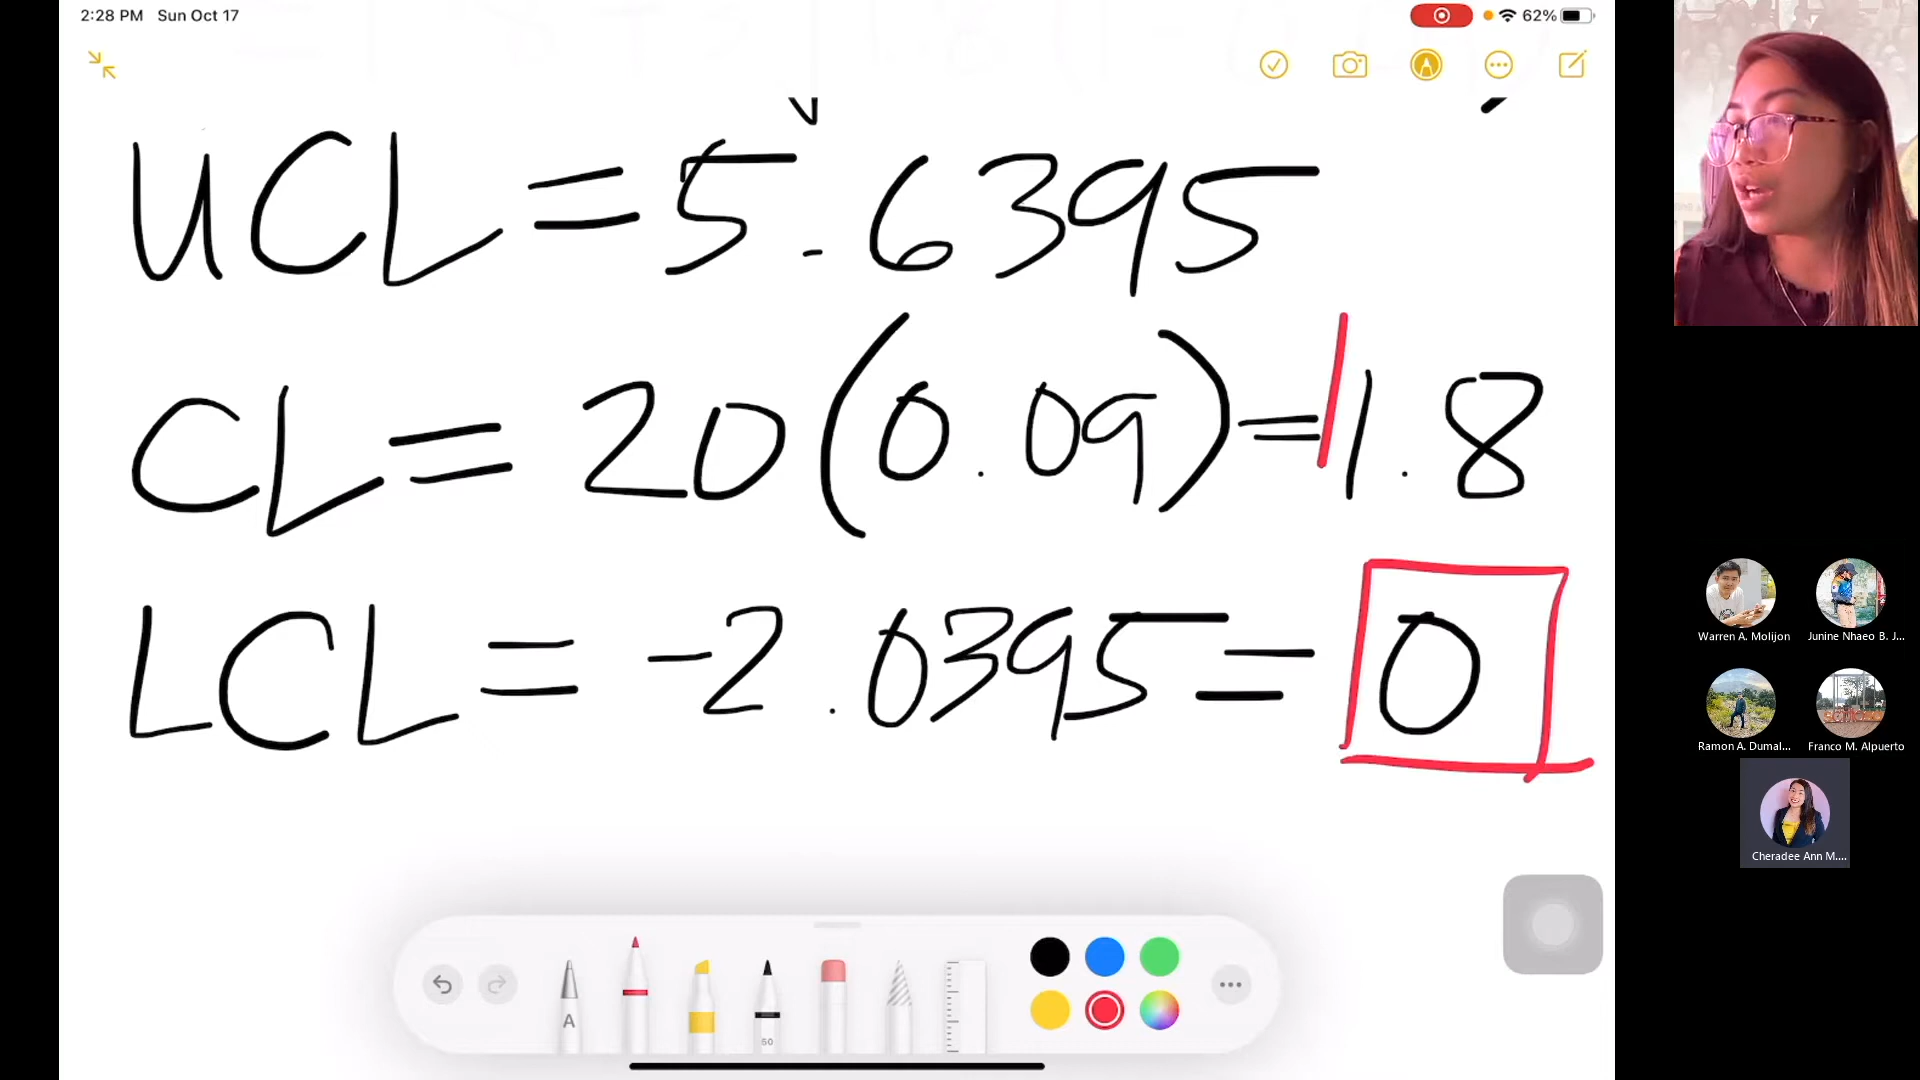 2:28 PM Sun Oct 17
62%
UCL = 5.6395
CL = 20(0.09) = 1.8
LCL = -2.0395 = 0
Warren A. Molijon
Junine Nhaeo B. J...
Ramon A. Dumal...
Franco M. Alpuerto
Cheradee Ann M....
A
50